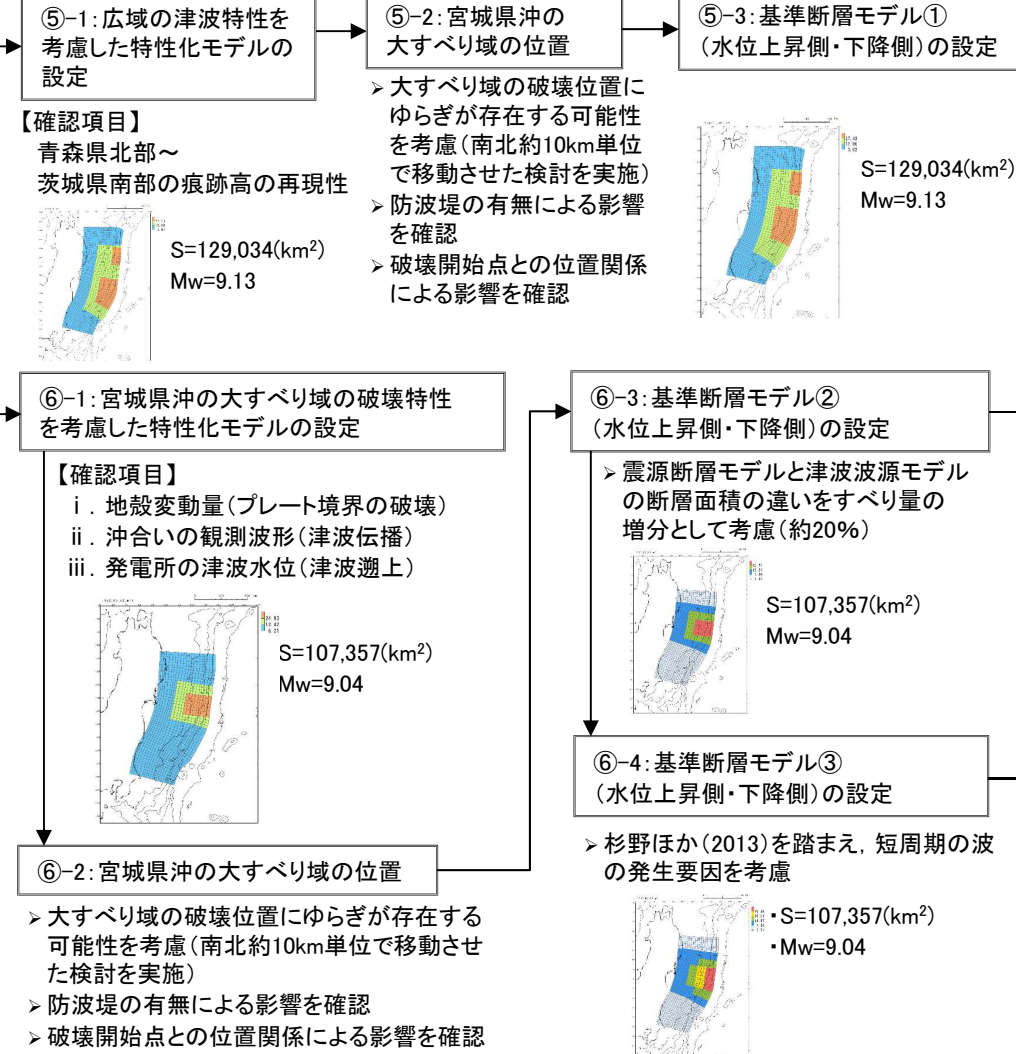 ⑤-1:広域の津波特性を
考慮した特性化モデルの
設定
【確認項目】
青森県北部～
茨城県南部の痕跡高の再現性
S=129,034(km²)
Mw=9.13
⑤-2:宮城県沖の
大すべり域の位置
➢大すべり域の破壊位置に
ゆらぎが存在する可能性
を考慮(南北約10km単位
で移動させた検討を実施)
➢防波堤の有無による影響
を確認
➢破壊開始点との位置関係
による影響を確認
⑤-3:基準断層モデル①
(水位上昇側・下降側)の設定
S=129,034(km²)
Mw=9.13
⑥-1:宮城県沖の大すべり域の破壊特性
を考慮した特性化モデルの設定
【確認項目】
ⅰ.地殻変動量(プレート境界の破壊)
ⅱ.沖合いの観測波形(津波伝播)
ⅲ.発電所の津波水位(津波遡上)
S=107,357(km²)
Mw=9.04
⑥-2:宮城県沖の大すべり域の位置
➢大すべり域の破壊位置にゆらぎが存在する
可能性を考慮(南北約10km単位で移動させ
た検討を実施)
➢防波堤の有無による影響を確認
➢破壊開始点との位置関係による影響を確認
⑥-3:基準断層モデル②
(水位上昇側・下降側)の設定
➢震源断層モデルと津波波源モデル
の断層面積の違いをすべり量の
増分として考慮(約20%)
S=107,357(km²)
Mw=9.04
⑥-4:基準断層モデル③
(水位上昇側・下降側)の設定
➢杉野ほか(2013)を踏まえ,短周期の波
の発生要因を考慮
・S=107,357(km²)
・Mw=9.04